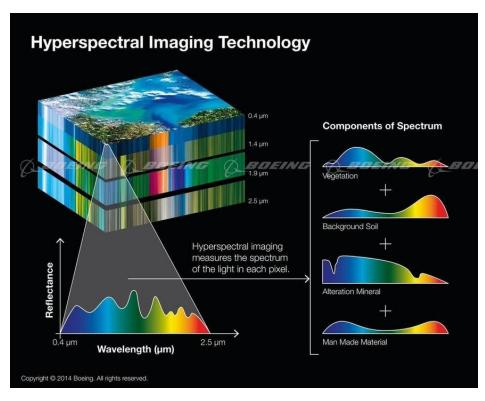 Hyperspectral Imaging Technology
0.4 µm
1.4 µm
1.9 µm
2.5 µm
BOEING BOEING BOEING BOEING
Components of Spectrum
Vegetation
+
Background Soil
+
Alteration Mineral
+
Man Made Material
Hyperspectral imaging
measures the spectrum
of the light in each pixel.
Reflectance
0.4 µm
2.5 µm
Wavelength (µm)
Copyright © 2014 Boeing. All rights reserved.